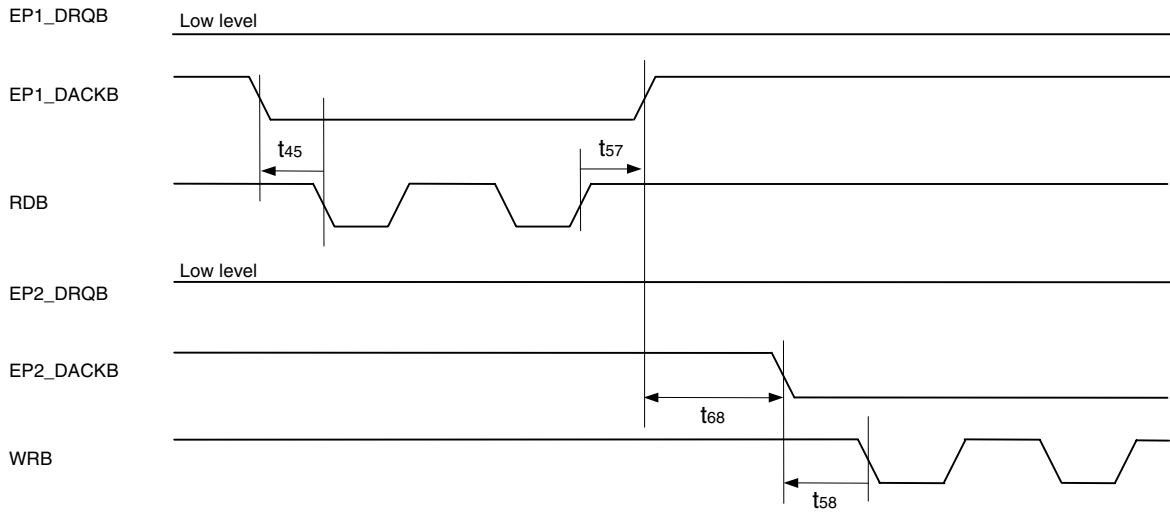 EP1_DRQB
Low level
EP1_DACKB
t45
t57
RDB
Low level
EP2_DRQB
EP2_DACKB
t68
WRB
t58